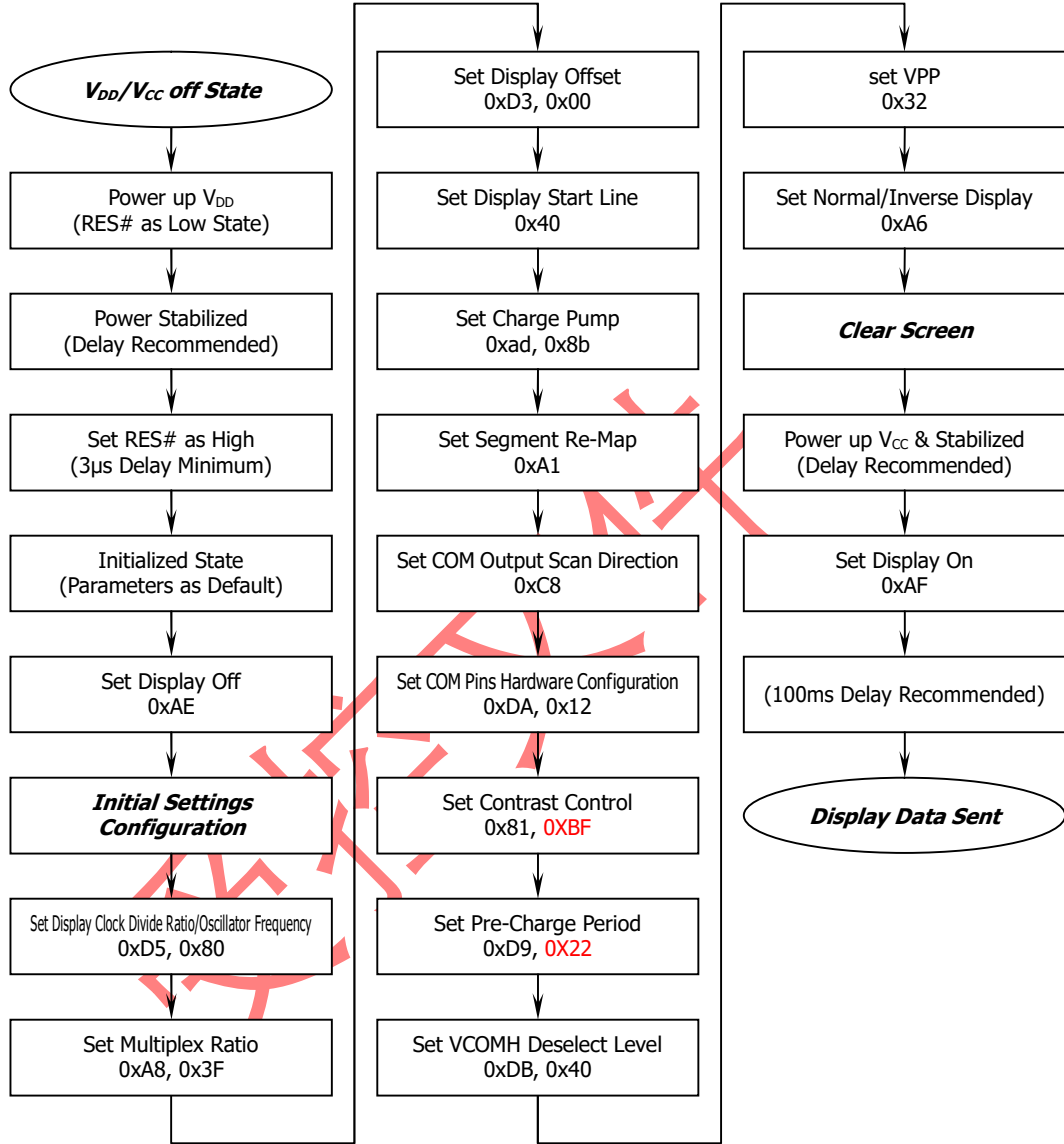 VDD/VCC off State
Power up VDD
(RES# as Low State)
Power Stabilized
(Delay Recommended)
Set RES# as High
(3μs Delay Minimum)
Initialized State
(Parameters as Default)
Set Display Off
0xAE
Initial Settings
Configuration
Set Display Clock Divide Ratio/Oscillator Frequency
0xD5, 0x80
Set Multiplex Ratio
0xA8, 0x3F
Set Display Offset
0xD3, 0x00
Set Display Start Line
0x40
Set Charge Pump
0xad, 0x8b
Set Segment Re-Map
0xA1
Set COM Output Scan Direction
0xC8
Set COM Pins Hardware Configuration
0xDA, 0x12
Set Contrast Control
0x81, 0XBF
Set Pre-Charge Period
0xD9, 0X22
Set VCOMH Deselect Level
0xDB, 0x40
set VPP
0x32
Set Normal/Inverse Display
0xA6
Clear Screen
Power up VCC & Stabilized
(Delay Recommended)
Set Display On
0xAF
(100ms Delay Recommended)
Display Data Sent